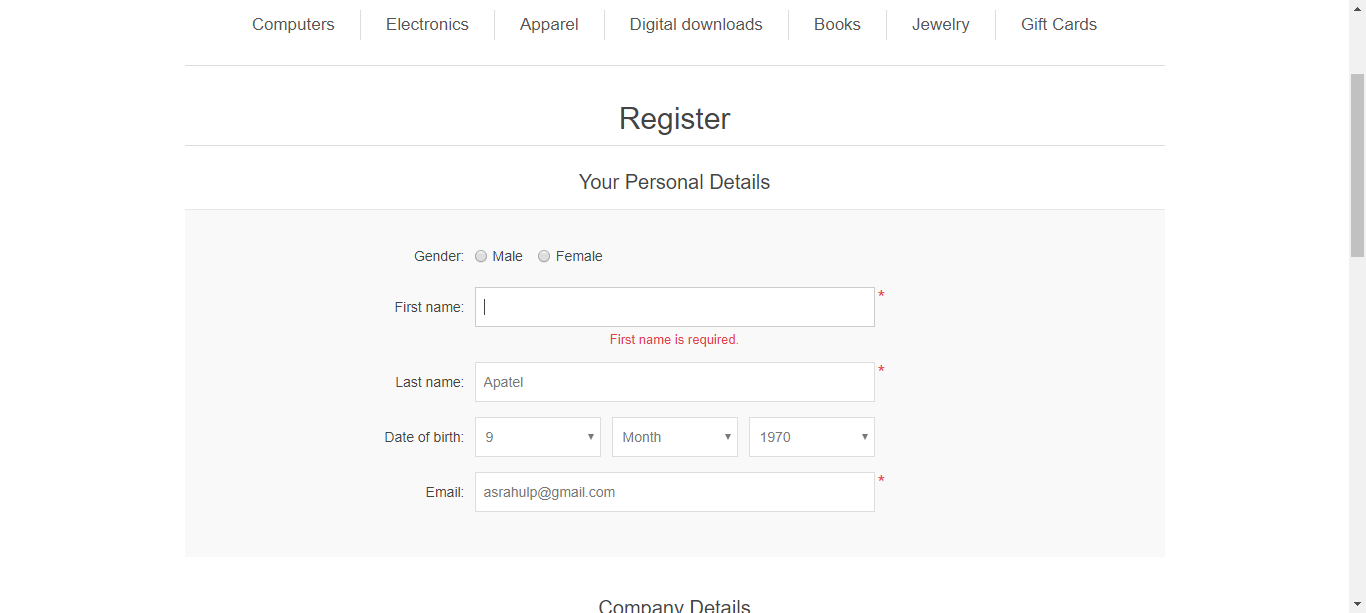 Computers Electronics Apparel Digital downloads Books Jewelry Gift Cards
Register
Your Personal Details
Gender: Male Female
First name: *
First name is required.
Last name: Apatel *
Date of birth: 9 Month 1970
Email: asrahulp@gmail.com *
Company Details